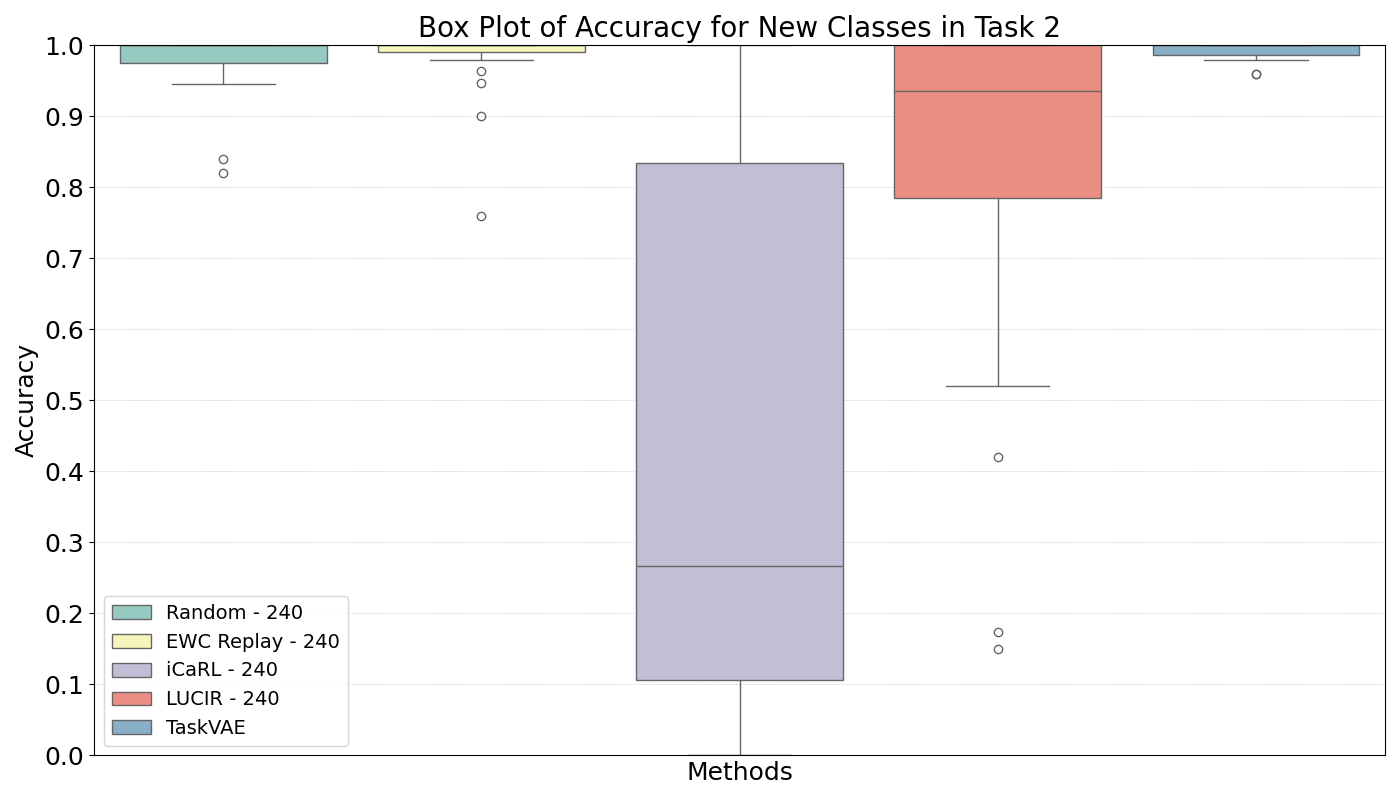 Box Plot of Accuracy for New Classes in Task 2
1.0
0.9
0.8
0.7
0.6
0.5
0.4
0.3
0.2
0.1
0.0
Accuracy
Random - 240
EWC Replay - 240
iCaRL - 240
LUCIR - 240
TaskVAE
Methods